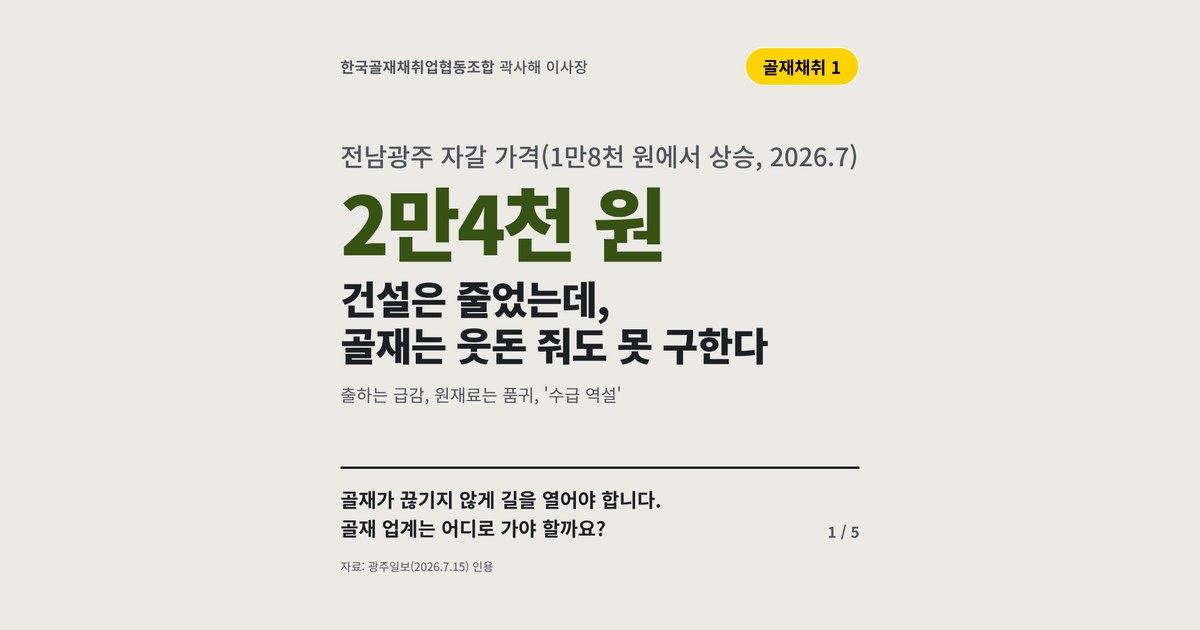 한국골재채취업협동조합 곽사해 이사장
골재채취 1
전남광주 자갈 가격(1만8천 원에서 상승, 2026.7)
2만4천 원
건설은 줄었는데,
골재는 웃돈 줘도 못 구한다
출하는 급감, 원재료는 품귀, '수급 역설'
골재가 끊기지 않게 길을 열어야 합니다.
골재 업계는 어디로 가야 할까요?
1 / 5
자료: 광주일보(2026.7.15) 인용